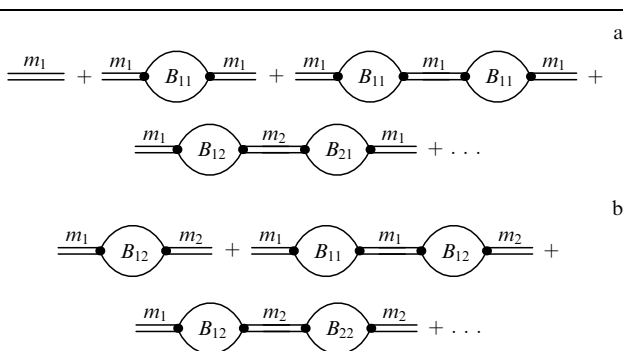 a
m₁ + m₁ B₁₁ m₁ + m₁ B₁₁ m₁ B₁₁ m₁ +
m₁ B₁₂ m₂ B₂₁ m₁ + . . .
b
m₁ B₁₂ m₂ + m₁ B₁₁ m₁ B₁₂ m₂ +
m₁ B₁₂ m₂ B₂₂ m₂ + . . .